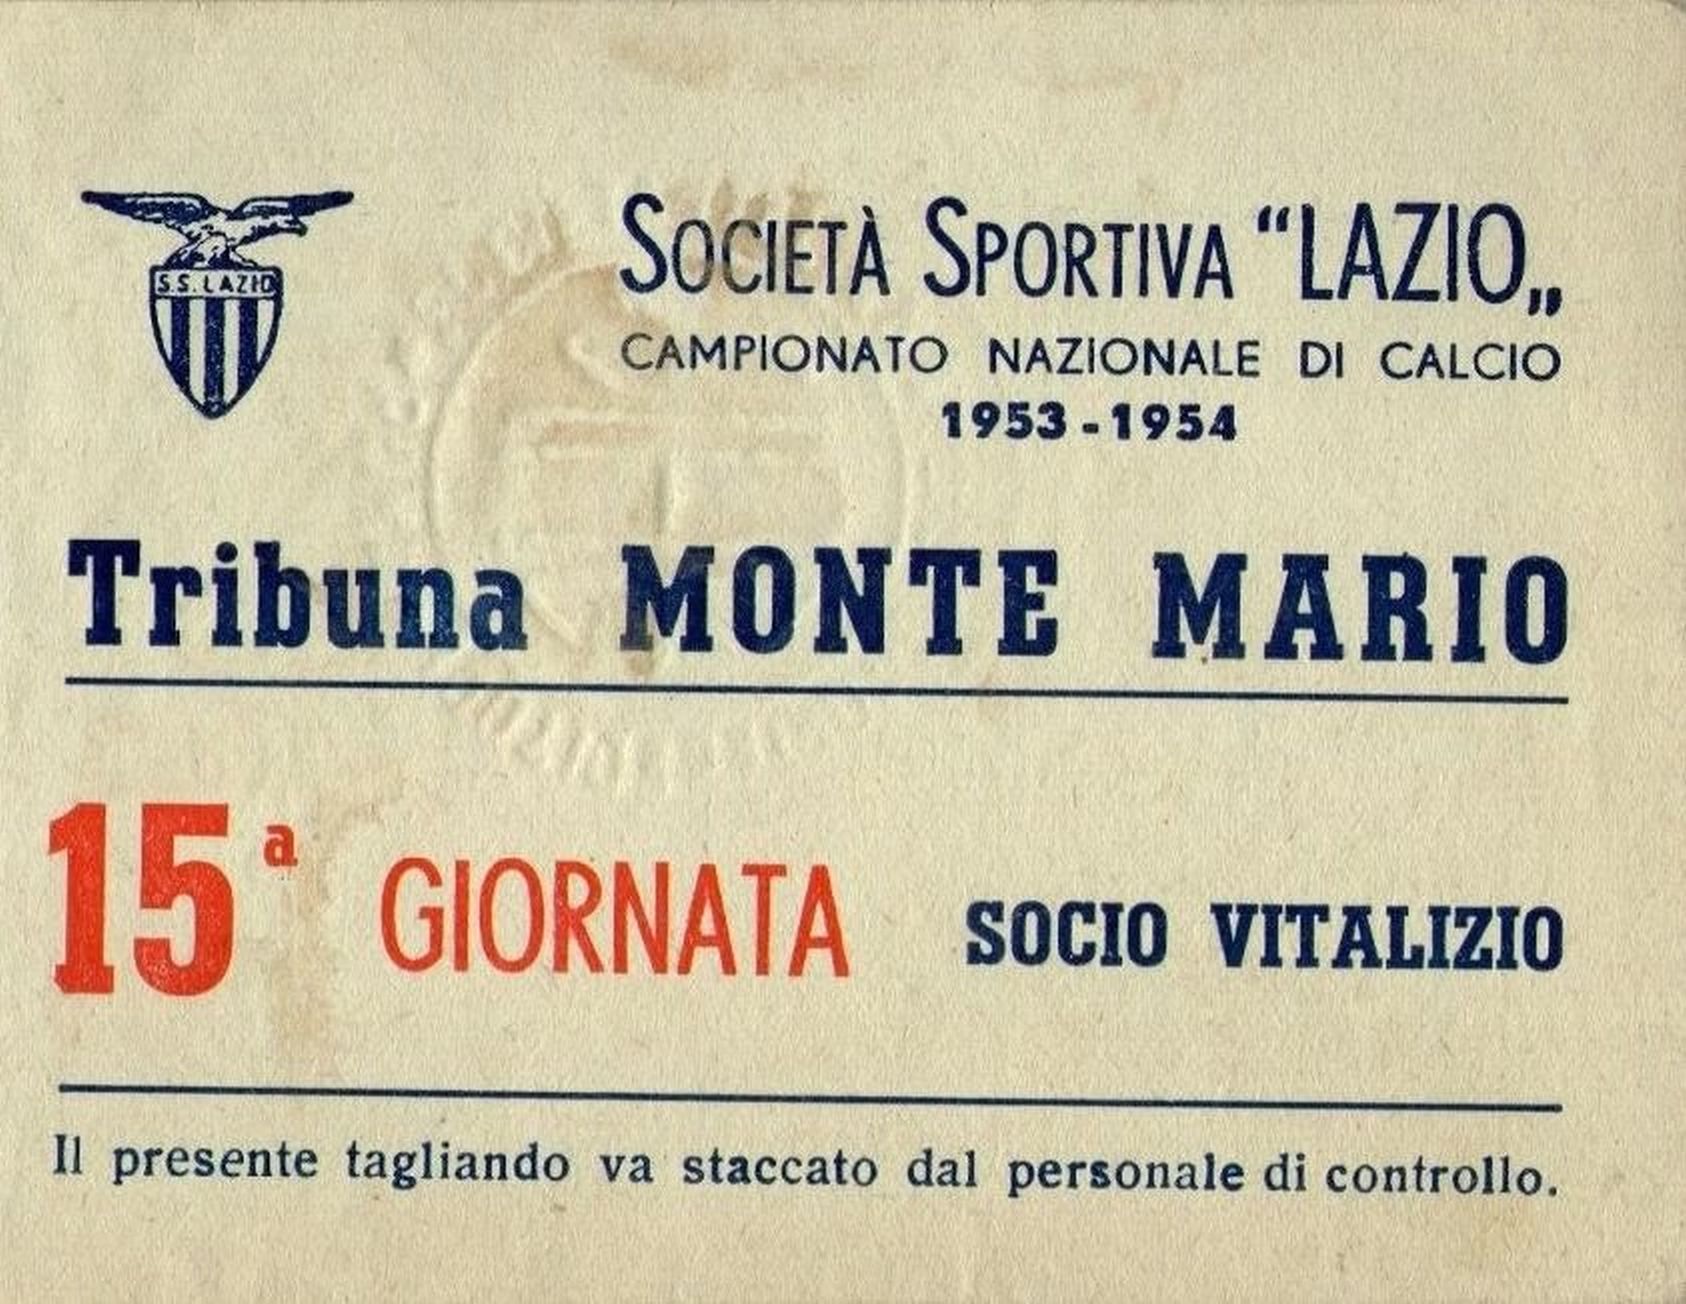 S.S. LAZIO
SOCIETÀ SPORTIVA “LAZIO„
CAMPIONATO NAZIONALE DI CALCIO
1953-1954
Tribuna MONTE MARIO
15ª GIORNATA SOCIO VITALIZIO
Il presente tagliando va staccato dal personale di controllo.